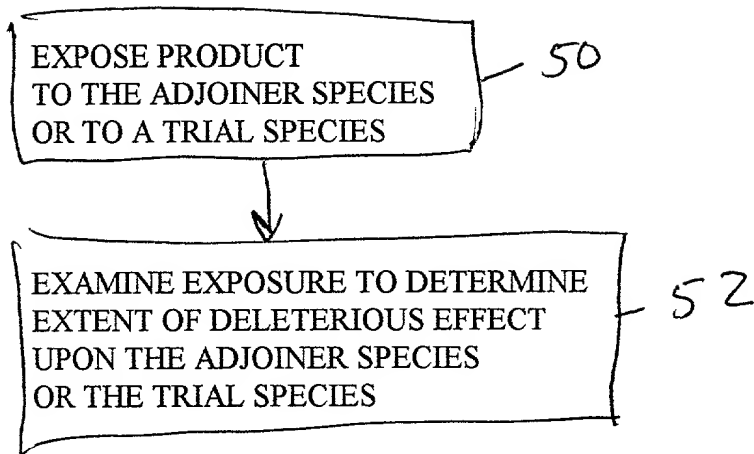 EXPOSE PRODUCT
TO THE ADJOINER SPECIES
OR TO A TRIAL SPECIES
50
EXAMINE EXPOSURE TO DETERMINE
EXTENT OF DELETERIOUS EFFECT
UPON THE ADJOINER SPECIES
OR THE TRIAL SPECIES
52